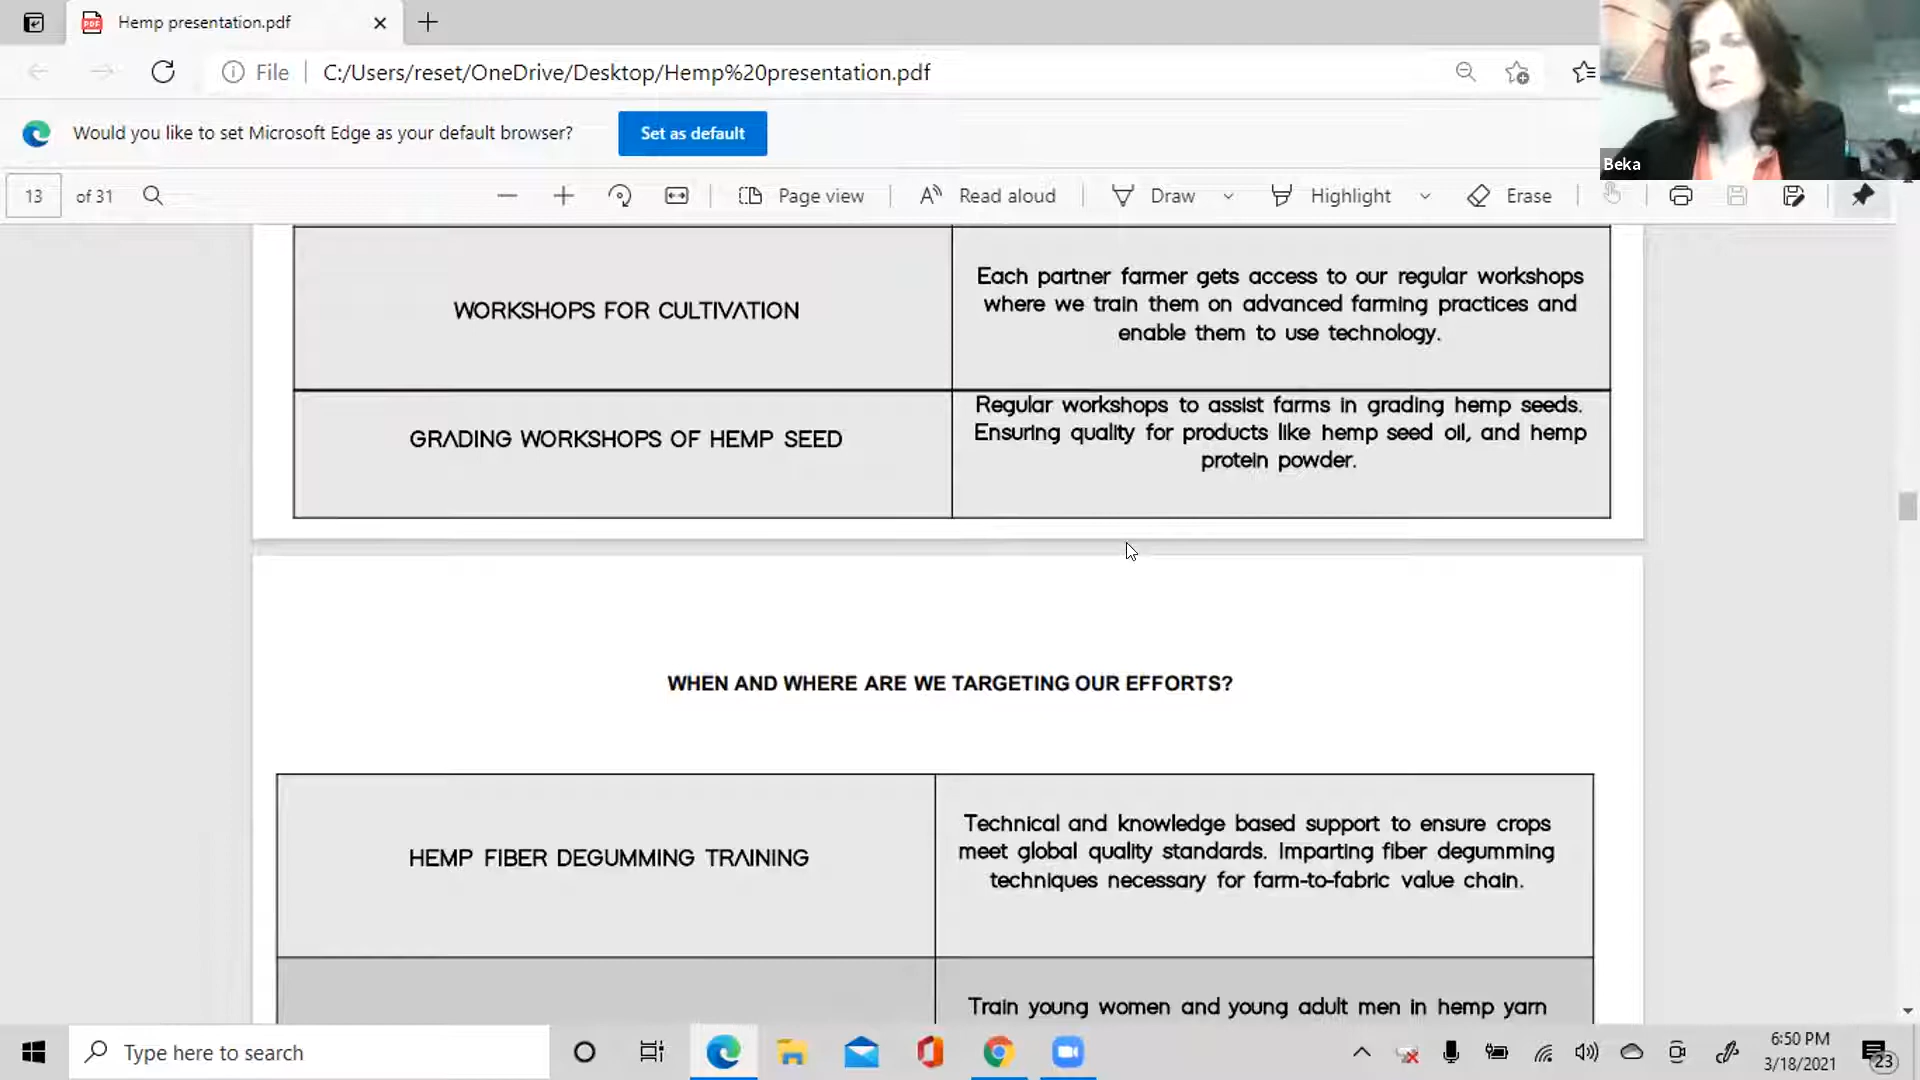 Hemp presentation.pdf
File
C:/Users/reset/OneDrive/Desktop/Hemp%20presentation.pdf
Would you like to set Microsoft Edge as your default browser?
Set as default
Beka
13
of 31
Page view
Read aloud
Draw
Highlight
Erase
WORKSHOPS FOR CULTIVATION
Each partner farmer gets access to our regular workshops
where we train them on advanced farming practices and
enable them to use technology.
GRADING WORKSHOPS OF HEMP SEED
Regular workshops to assist farms in grading hemp seeds.
Ensuring quality for products like hemp seed oil, and hemp
protein powder.
WHEN AND WHERE ARE WE TARGETING OUR EFFORTS?
HEMP FIBER DEGUMMING TRAINING
Technical and knowledge based support to ensure crops
meet global quality standards. Imparting fiber degumming
techniques necessary for farm-to-fabric value chain.
Train young women and young adult men in hemp yarn
Type here to search
6:50 PM
3/18/2021
23